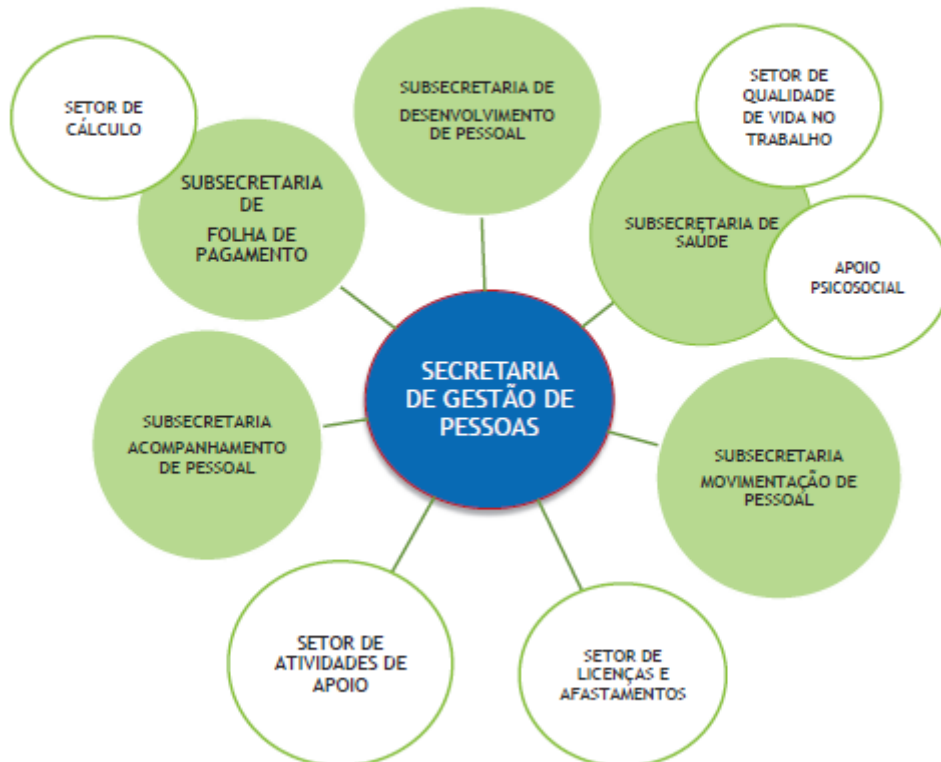 SETOR DE
CÁLCULO
SUBSECRETARIA DE
DESENVOLVIMENTO
DE PESSOAL
SETOR DE
QUALIDADE
DE VIDA NO
TRABALHO
SUBSECRETARIA
DE
FOLHA DE
PAGAMENTO
SUBSECRETARIA DE
SAÚDE
APOIO
PSICOSOCIAL
SECRETARIA
DE GESTÃO DE
PESSOAS
SUBSECRETARIA
ACOMPANHAMENTO
DE PESSOAL
SUBSECRETARIA
MOVIMENTAÇÃO DE
PESSOAL
SETOR DE
ATIVIDADES DE
APOIO
SETOR DE
LICENÇAS E
AFASTAMENTOS